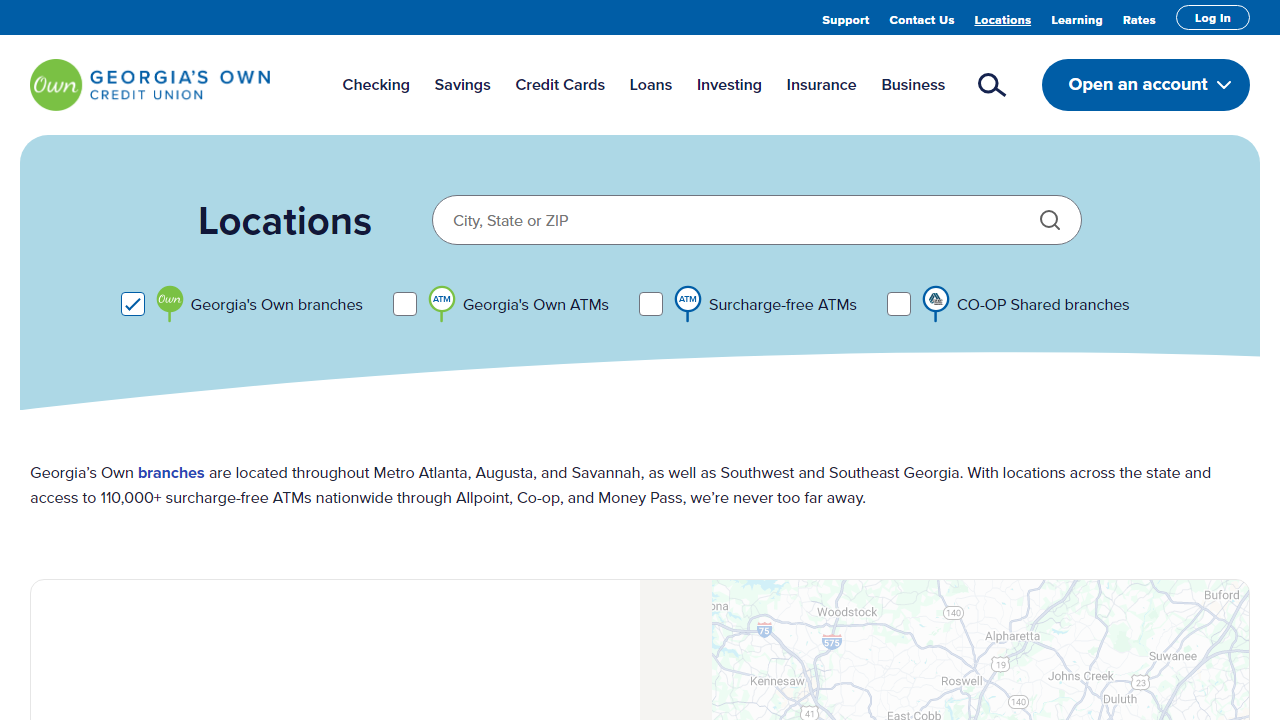 Support Contact Us Locations Learning Rates Log In
Own GEORGIA'S OWN
CREDIT UNION
Checking Savings Credit Cards Loans Investing Insurance Business Open an account
Locations City, State or ZIP
Own Georgia's Own branches ATM Georgia's Own ATMs ATM Surcharge-free ATMs CO-OP Shared branches
Georgia’s Own branches are located throughout Metro Atlanta, Augusta, and Savannah, as well as Southwest and Southeast Georgia. With locations across the state and
access to 110,000+ surcharge-free ATMs nationwide through Allpoint, Co-op, and Money Pass, we’re never too far away.
Buford
ona Woodstock 140
75 575 Alpharetta
Suwanee
19
Kennesaw Roswell Johns Creek 23
140 Duluth
41 East Cobb